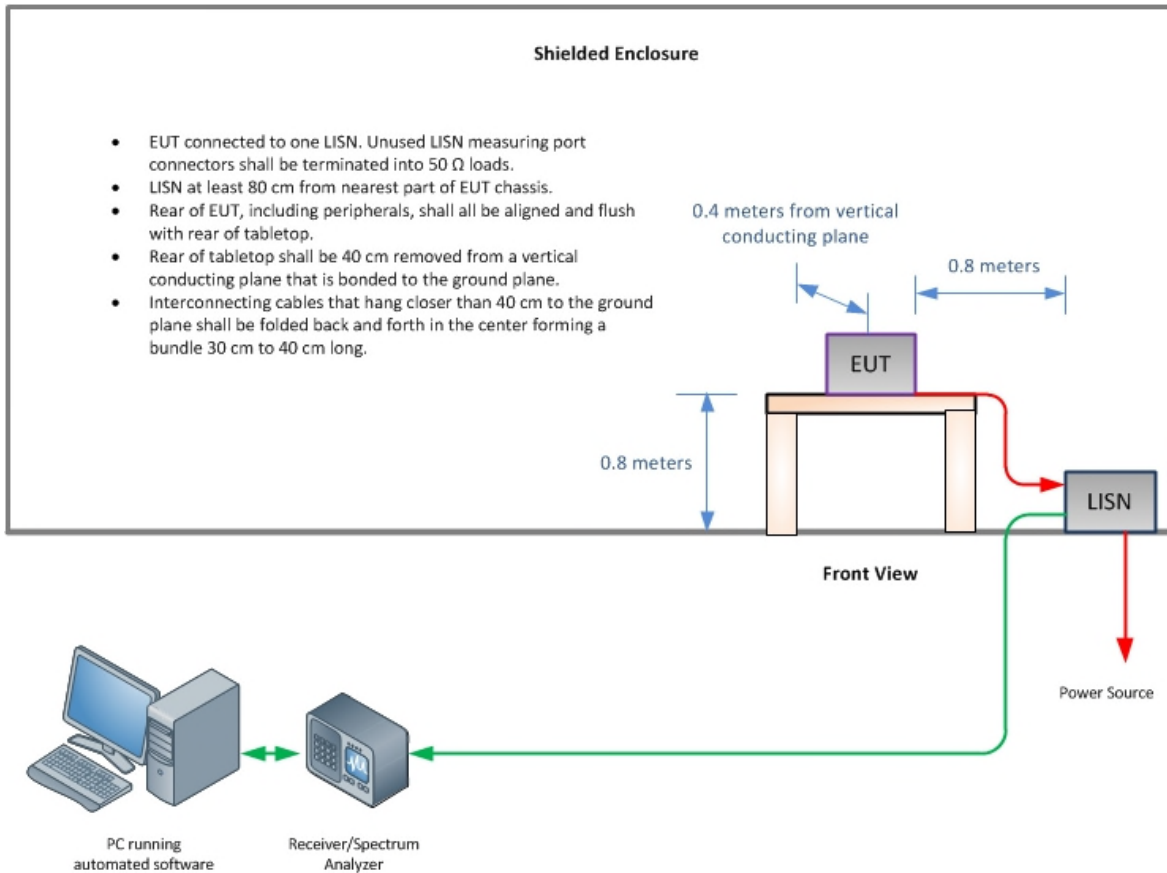 Shielded Enclosure
• EUT connected to one LISN. Unused LISN measuring port
connectors shall be terminated into 50 Ω loads.
• LISN at least 80 cm from nearest part of EUT chassis.
• Rear of EUT, including peripherals, shall all be aligned and flush
with rear of tabletop.
• Rear of tabletop shall be 40 cm removed from a vertical
conducting plane that is bonded to the ground plane.
• Interconnecting cables that hang closer than 40 cm to the ground
plane shall be folded back and forth in the center forming a
bundle 30 cm to 40 cm long.
0.4 meters from vertical
conducting plane
0.8 meters
EUT
0.8 meters
LISN
Front View
Power Source
PC running
automated software
Receiver/Spectrum
Analyzer